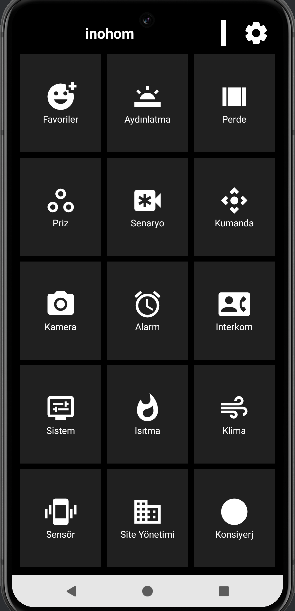 inohom
Favoriler
Aydınlatma
Perde
Priz
Senaryo
Kumanda
Kamera
Alarm
Interkom
Sistem
Isıtma
Klima
Sensör
Site Yönetimi
Konsiyerj